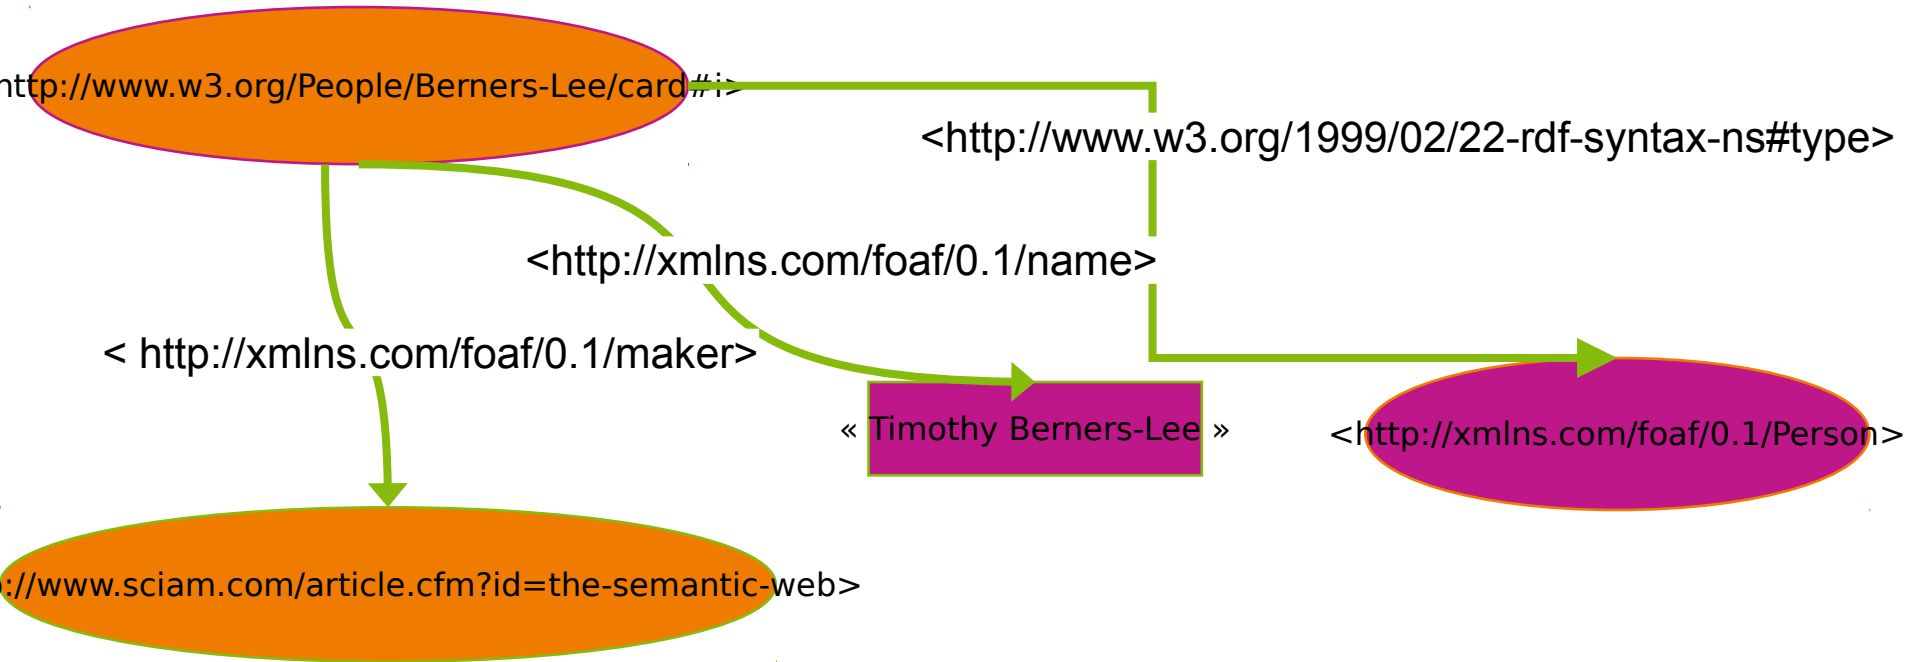 http://www.w3.org/People/Berners-Lee/card#i>
<http://www.w3.org/1999/02/22-rdf-syntax-ns#type>
<http://xmlns.com/foaf/0.1/name>
< http://xmlns.com/foaf/0.1/maker>
« Timothy Berners-Lee »
<http://xmlns.com/foaf/0.1/Person>
://www.sciam.com/article.cfm?id=the-semantic-web>